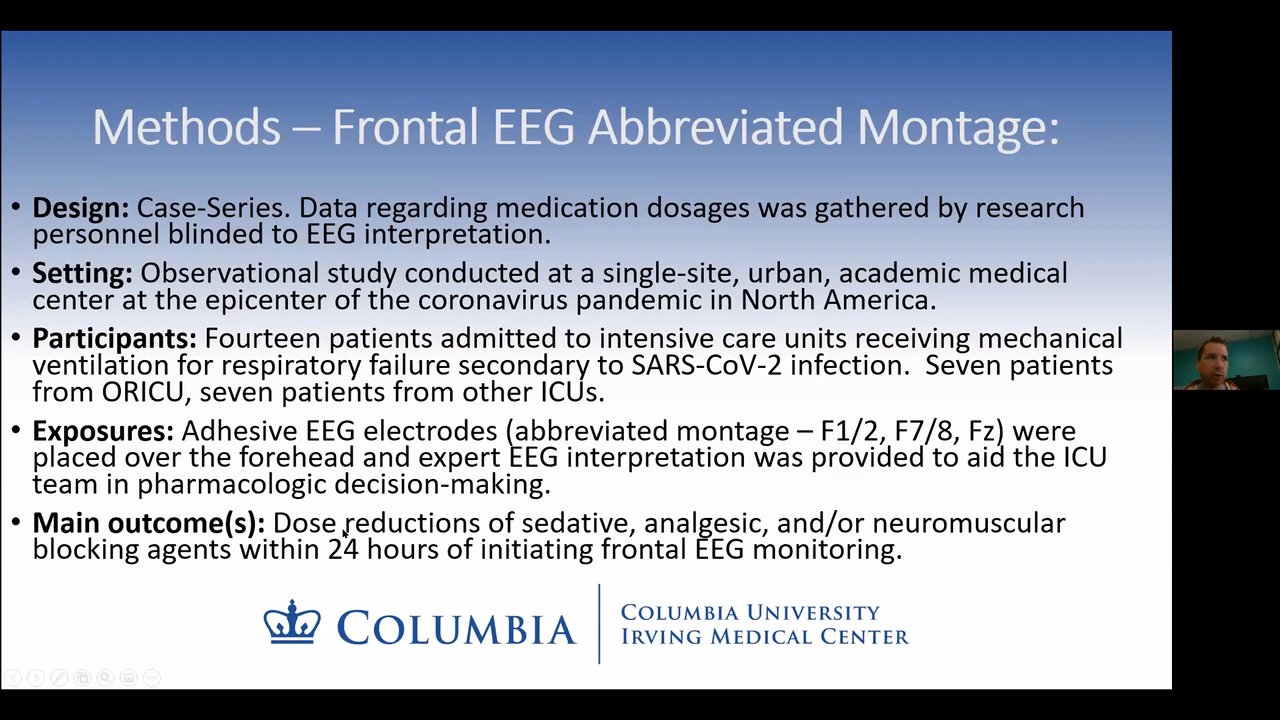 Methods – Frontal EEG Abbreviated Montage:
• Design: Case-Series. Data regarding medication dosages was gathered by research
personnel blinded to EEG interpretation.
• Setting: Observational study conducted at a single-site, urban, academic medical
center at the epicenter of the coronavirus pandemic in North America.
• Participants: Fourteen patients admitted to intensive care units receiving mechanical
ventilation for respiratory failure secondary to SARS-CoV-2 infection.  Seven patients
from ORICU, seven patients from other ICUs.
• Exposures: Adhesive EEG electrodes (abbreviated montage – F1/2, F7/8, Fz) were
placed over the forehead and expert EEG interpretation was provided to aid the ICU
team in pharmacologic decision-making.
• Main outcome(s): Dose reductions of sedative, analgesic, and/or neuromuscular
blocking agents within 24 hours of initiating frontal EEG monitoring.
COLUMBIA
COLUMBIA UNIVERSITY
IRVING MEDICAL CENTER